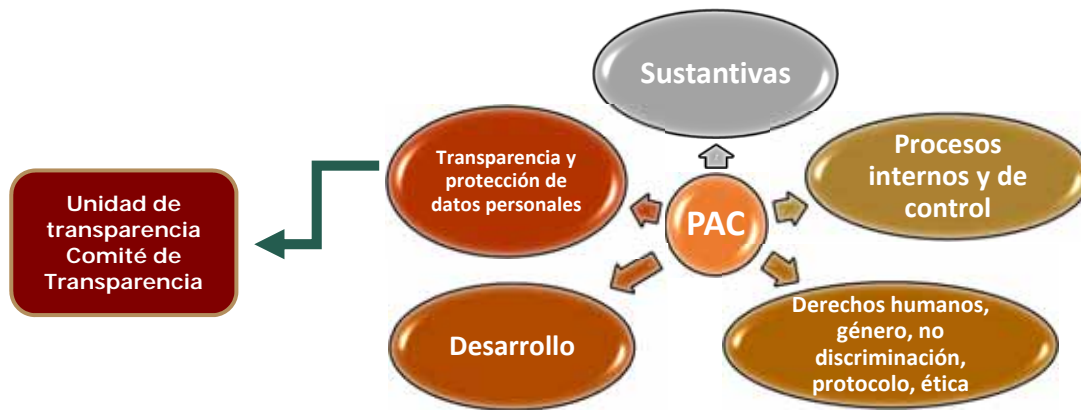 Sustantivas
Transparencia y
protección de
datos personales
Procesos
internos y de
control
PAC
Unidad de
transparencia
Comité de
Transparencia
Desarrollo
Derechos humanos,
género, no
discriminación,
protocolo, ética